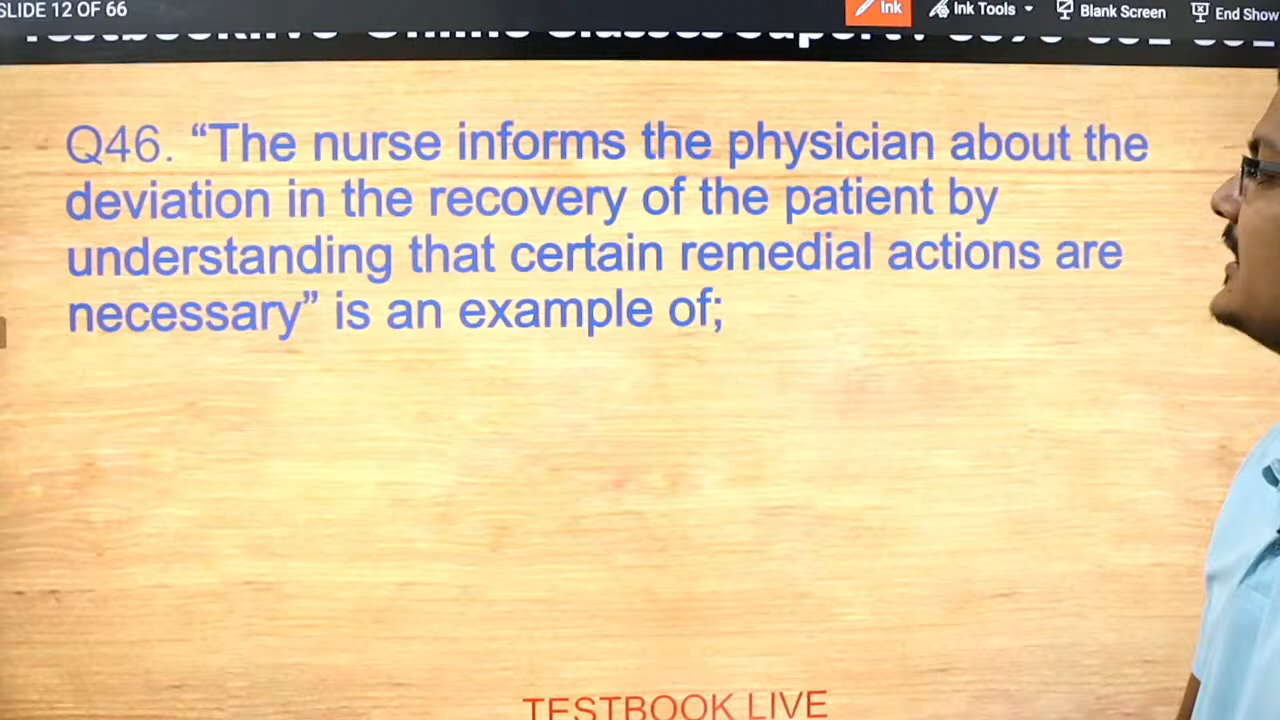 SLIDE 12 OF 66
Ink
Ink Tools
Blank Screen
End Show
Q46. “The nurse informs the physician about the
deviation in the recovery of the patient by
understanding that certain remedial actions are
necessary” is an example of;
TESTBOOK LIVE